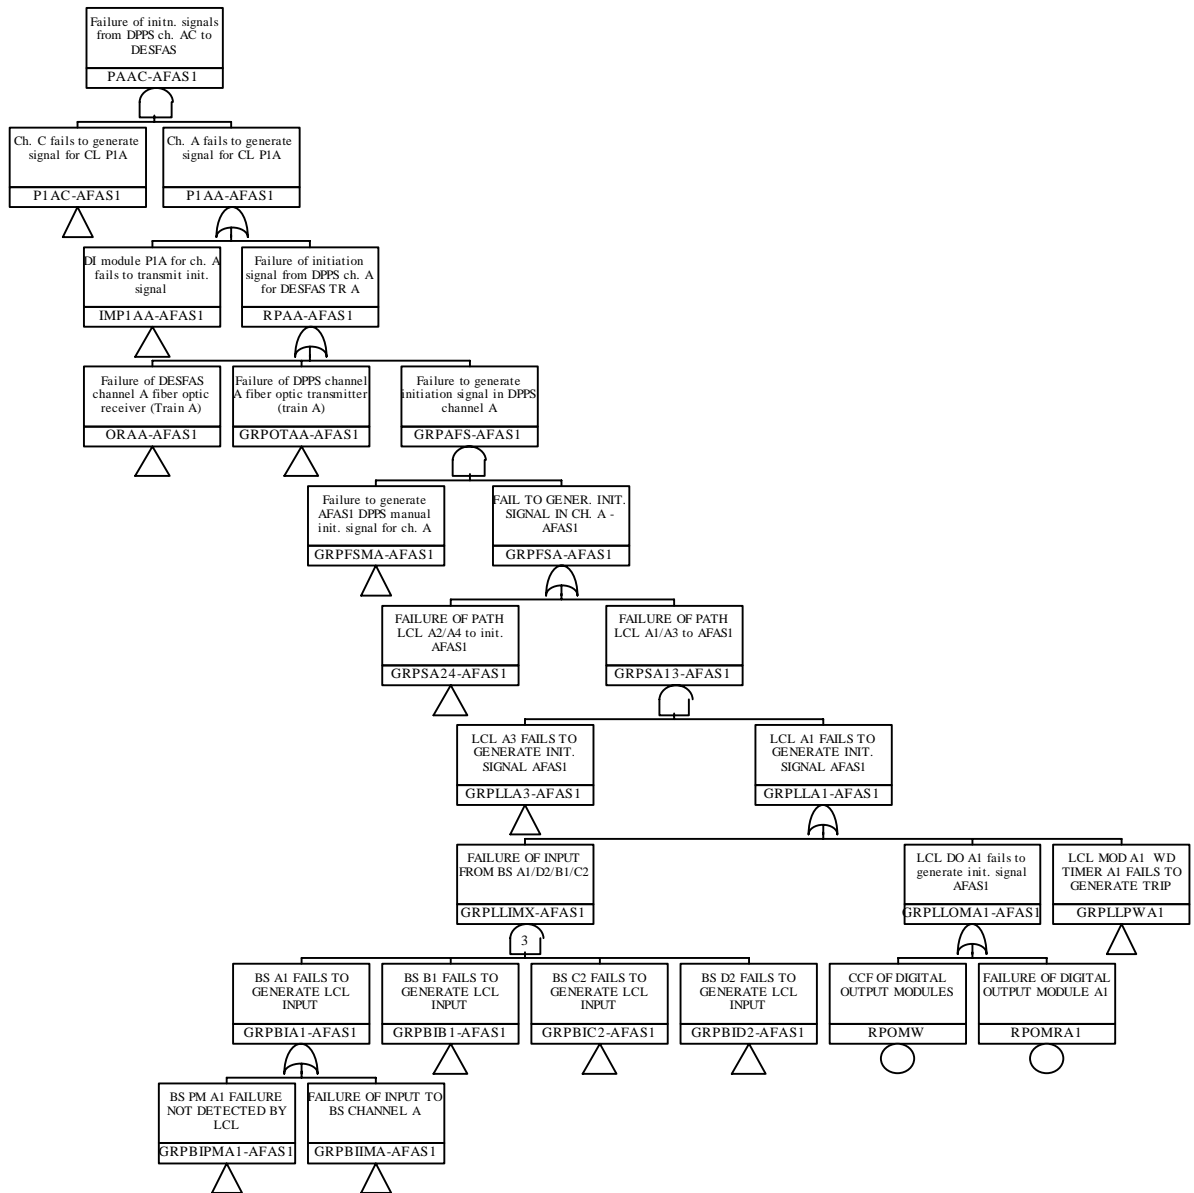 Failure of initn. signals
from DPPS ch. AC to
DESFAS
PAAC-AFAS1
Ch. C fails to generate
signal for CL P1A
P1AC-AFAS1
Ch. A fails to generate
signal for CL P1A
P1AA-AFAS1
DI module P1A for ch. A
fails to transmit init.
signal
IMP1AA-AFAS1
Failure of initiation
signal from DPPS ch. A
for DESFAS TR A
RPAA-AFAS1
Failure of DESFAS
channel A fiber optic
receiver (Train A)
ORAA-AFAS1
Failure of DPPS channel
A fiber optic transmitter
(train A)
GRPOTAA-AFAS1
Failure to generate
initiation signal in DPPS
channel A
GRPAFS-AFAS1
Failure to generate
AFAS1 DPPS manual
init. signal for ch. A
GRPFSMA-AFAS1
FAIL TO GENER. INIT.
SIGNAL IN CH. A -
AFAS1
GRPFSA-AFAS1
FAILURE OF PATH
LCL A2/A4 to init.
AFAS1
GRPSA24-AFAS1
FAILURE OF PATH
LCL A1/A3 to AFAS1
GRPSA13-AFAS1
LCL A3 FAILS TO
GENERATE INIT.
SIGNAL AFAS1
GRPLLA3-AFAS1
LCL A1 FAILS TO
GENERATE INIT.
SIGNAL AFAS1
GRPLLA1-AFAS1
FAILURE OF INPUT
FROM BS A1/D2/B1/C2
GRPLLIMX-AFAS1
3
LCL DO A1 fails to
generate init. signal
AFAS1
GRPLLOMA1-AFAS1
LCL MOD A1 WD
TIMER A1 FAILS TO
GENERATE TRIP
GRPLLPWA1
BS A1 FAILS TO
GENERATE LCL
INPUT
GRPBIA1-AFAS1
BS B1 FAILS TO
GENERATE LCL
INPUT
GRPBIB1-AFAS1
BS C2 FAILS TO
GENERATE LCL
INPUT
GRPBIC2-AFAS1
BS D2 FAILS TO
GENERATE LCL
INPUT
GRPBID2-AFAS1
CCF OF DIGITAL
OUTPUT MODULES
RPOMW
FAILURE OF DIGITAL
OUTPUT MODULE A1
RPOMRA1
BS PM A1 FAILURE
NOT DETECTED BY
LCL
GRPBIPMA1-AFAS1
FAILURE OF INPUT TO
BS CHANNEL A
GRPBIIMA-AFAS1